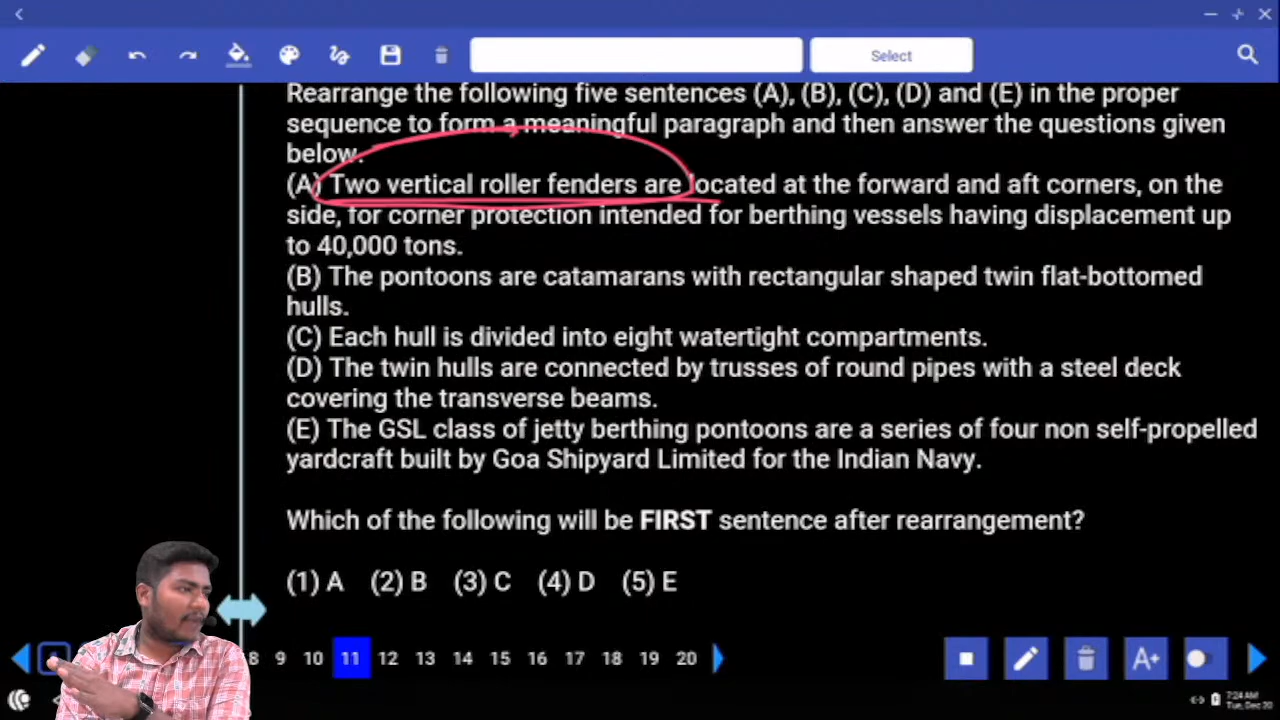 Select
Rearrange the following five sentences (A), (B), (C), (D) and (E) in the proper
sequence to form a meaningful paragraph and then answer the questions given
below.
(A) Two vertical roller fenders are located at the forward and aft corners, on the
side, for corner protection intended for berthing vessels having displacement up
to 40,000 tons.
(B) The pontoons are catamarans with rectangular shaped twin flat-bottomed
hulls.
(C) Each hull is divided into eight watertight compartments.
(D) The twin hulls are connected by trusses of round pipes with a steel deck
covering the transverse beams.
(E) The GSL class of jetty berthing pontoons are a series of four non self-propelled
yardcraft built by Goa Shipyard Limited for the Indian Navy.
Which of the following will be FIRST sentence after rearrangement?
(1) A (2) B (3) C (4) D (5) E
8 9 10 11 12 13 14 15 16 17 18 19 20 A+
7:24 AM
Tue, Dec 20